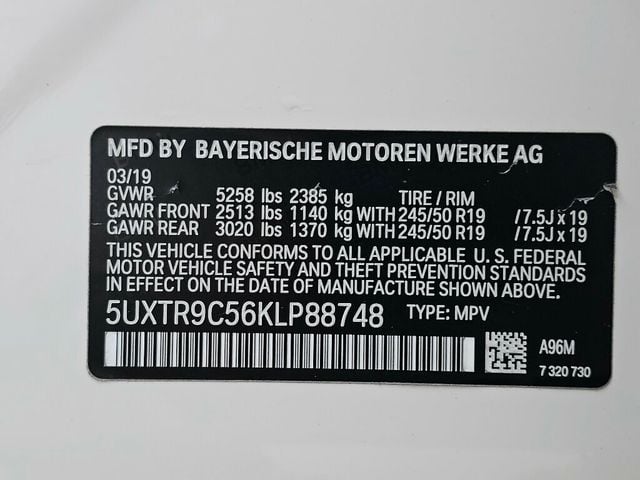 MFD BY BAYERISCHE MOTOREN WERKE AG
03/19
GVWR 5258 lbs 2385 kg TIRE / RIM
GAWR FRONT 2513 lbs 1140 kg WITH 245/50 R19 /7.5J x 19
GAWR REAR 3020 lbs 1370 kg WITH 245/50 R19 /7.5J x 19
THIS VEHICLE CONFORMS TO ALL APPLICABLE U. S. FEDERAL
MOTOR VEHICLE SAFETY AND THEFT PREVENTION STANDARDS
IN EFFECT ON THE DATE OF MANUFACTURE SHOWN ABOVE.
5UXTR9C56KLP88748 TYPE: MPV
A96M
7 320 730